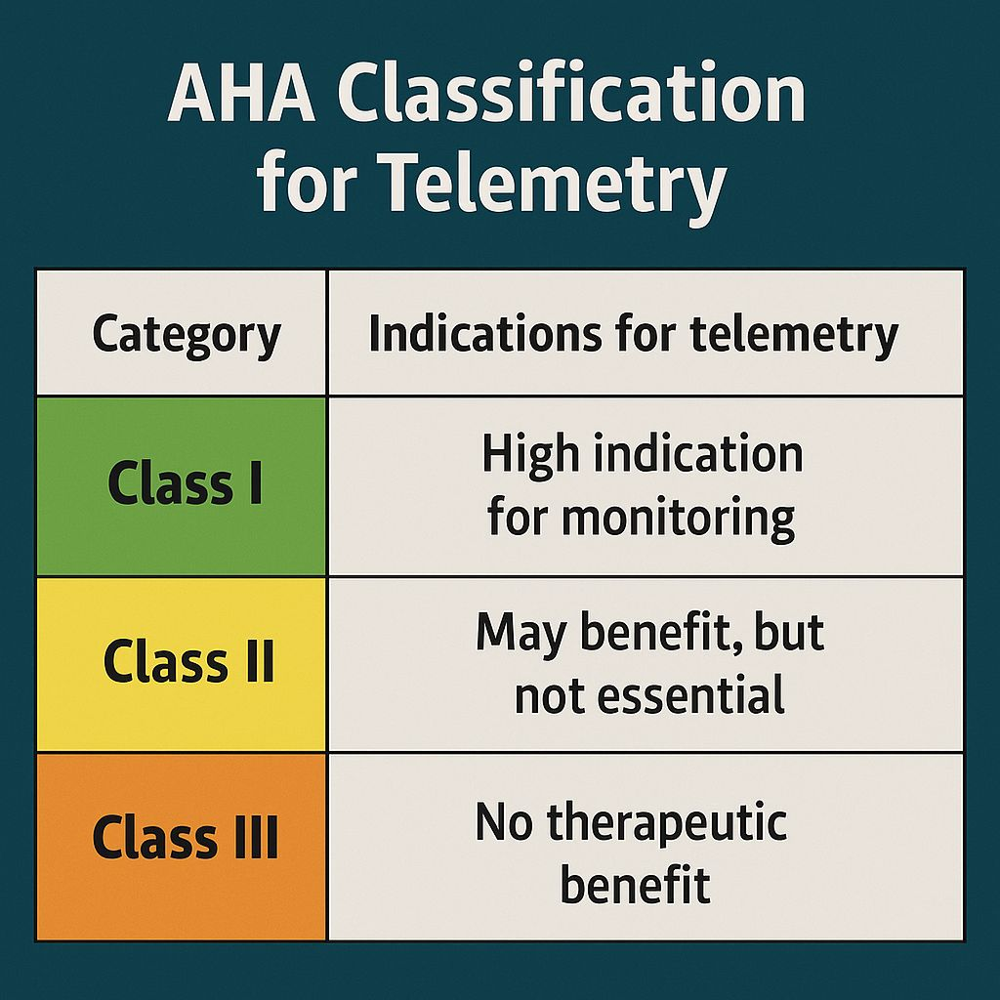 AHA Classification
for Telemetry
Category
Indications for telemetry
Class I
High indication
for monitoring
Class II
May benefit, but
not essential
Class III
No therapeutic
benefit